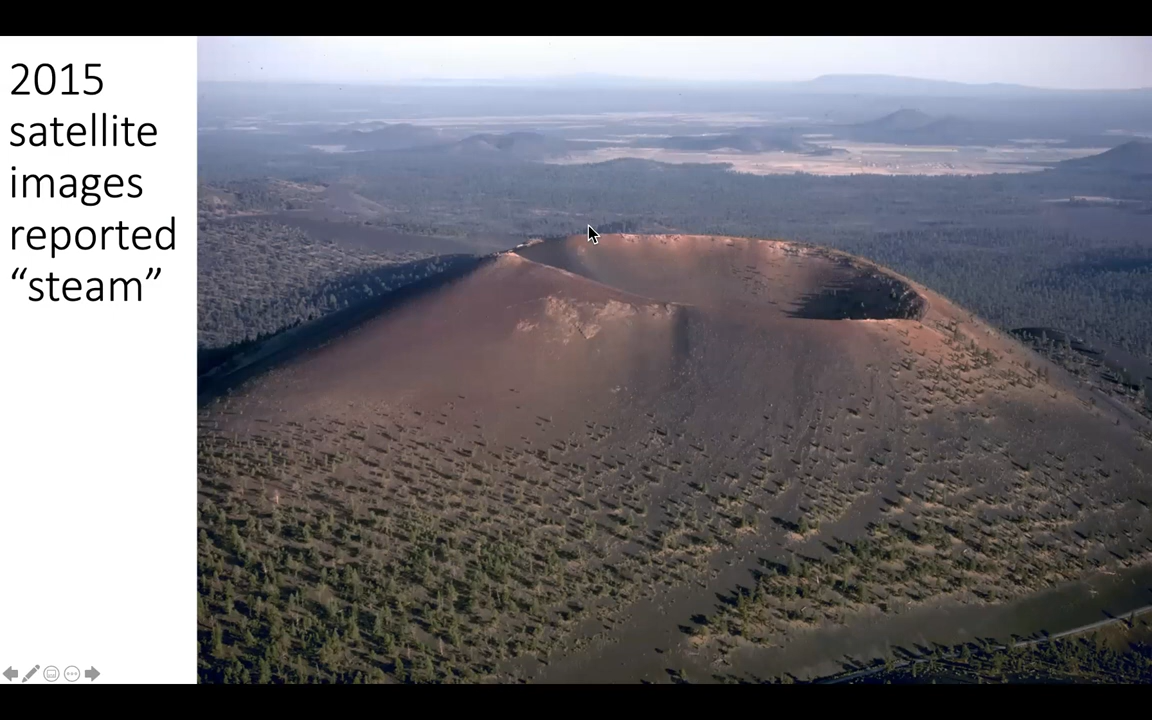 2015
satellite
images
reported
“steam”